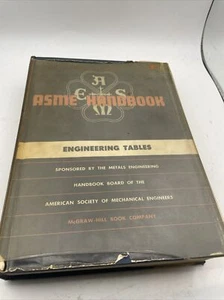 A
S
E
M
ASME HANDBOOK
ENGINEERING TABLES
SPONSORED BY THE METALS ENGINEERING
HANDBOOK BOARD OF THE
AMERICAN SOCIETY OF MECHANICAL ENGINEERS
McGRAW-HILL BOOK COMPANY